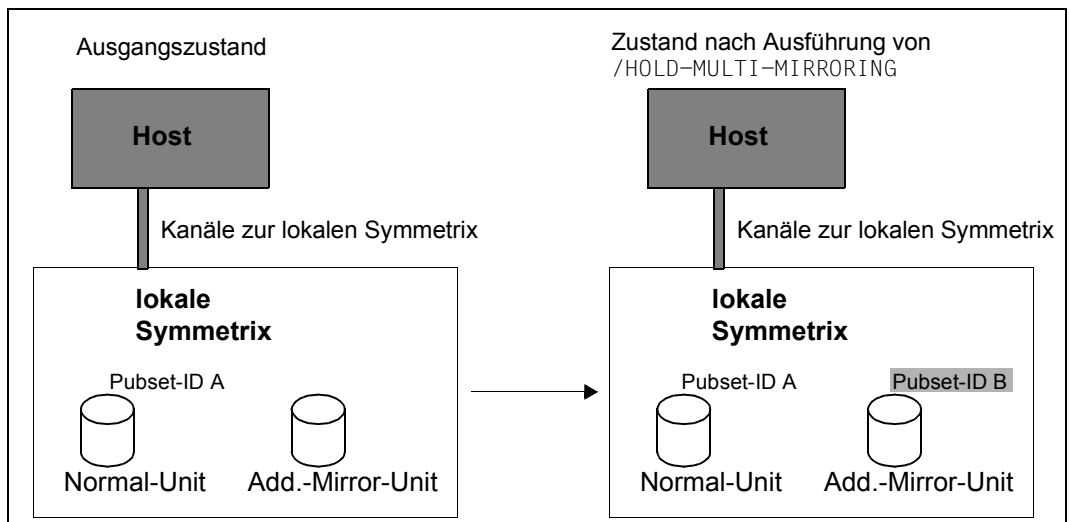 Ausgangszustand
Host
Kanäle zur lokalen Symmetrix
lokale
Symmetrix
Pubset-ID A
Normal-Unit
Add.-Mirror-Unit
Zustand nach Ausführung von
/HOLD-MULTI-MIRRORING
Host
Kanäle zur lokalen Symmetrix
lokale
Symmetrix
Pubset-ID A
Pubset-ID B
Normal-Unit
Add.-Mirror-Unit